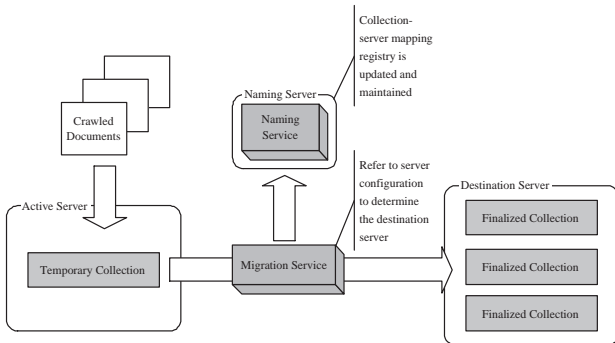 Collection-
server mapping
registry is
updated and
maintained
Crawled
Documents
Naming Server
Naming
Service
Refer to server
configuration
to determine
the destination
server
Active Server
Temporary Collection
Migration Service
Destination Server
Finalized Collection
Finalized Collection
Finalized Collection